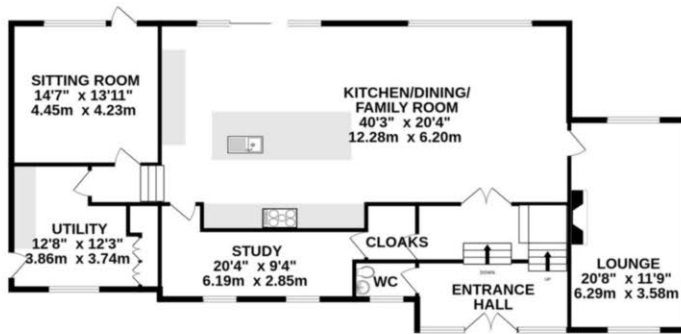 SITTING ROOM
14'7" x 13'11"
4.45m x 4.23m
KITCHEN/DINING/
FAMILY ROOM
40'3" x 20'4"
12.28m x 6.20m
UTILITY
12'8" x 12'3"
3.86m x 3.74m
STUDY
20'4" x 9'4"
6.19m x 2.85m
CLOAKS
WC
DOWN
UP
ENTRANCE
HALL
LOUNGE
20'8" x 11'9"
6.29m x 3.58m